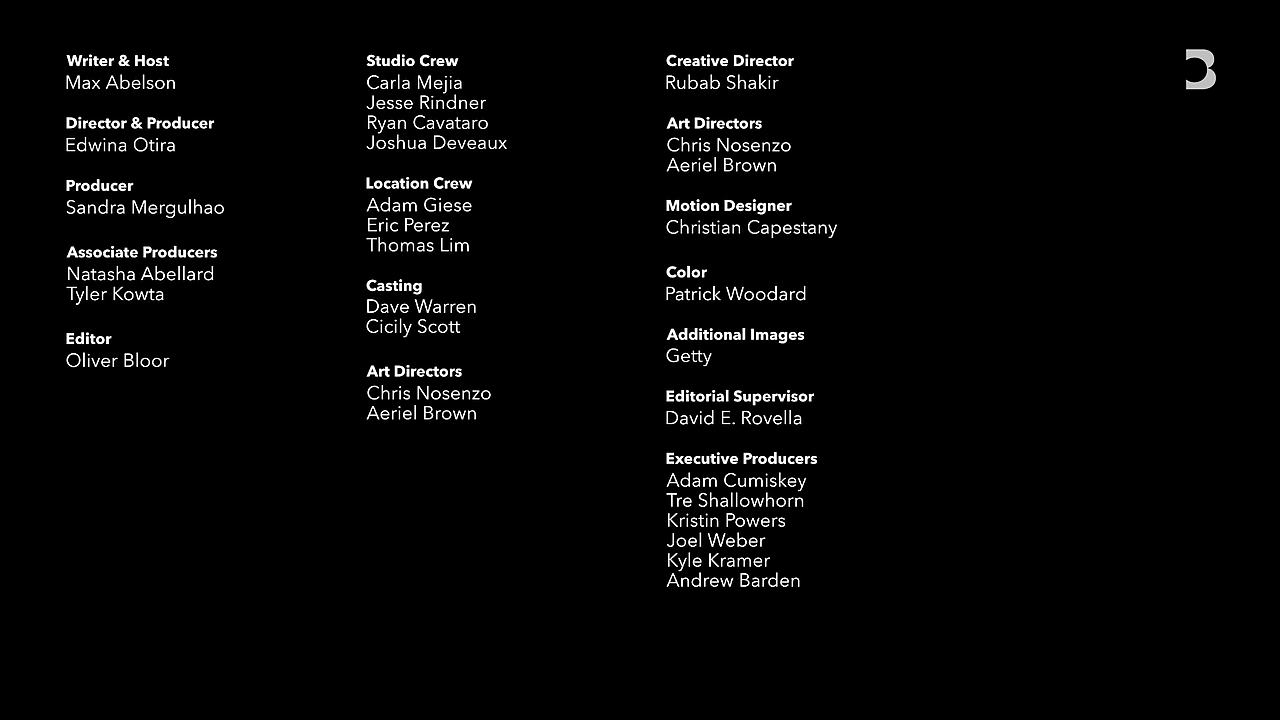 Writer & Host
Max Abelson
Director & Producer
Edwina Otira
Producer
Sandra Mergulhao
Associate Producers
Natasha Abellard
Tyler Kowta
Editor
Oliver Bloor
Studio Crew
Carla Mejia
Jesse Rindner
Ryan Cavataro
Joshua Deveaux
Location Crew
Adam Giese
Eric Perez
Thomas Lim
Casting
Dave Warren
Cicily Scott
Art Directors
Chris Nosenzo
Aeriel Brown
Creative Director
Rubab Shakir
Art Directors
Chris Nosenzo
Aeriel Brown
Motion Designer
Christian Capestany
Color
Patrick Woodard
Additional Images
Getty
Editorial Supervisor
David E. Rovella
Executive Producers
Adam Cumiskey
Tre Shallowhorn
Kristin Powers
Joel Weber
Kyle Kramer
Andrew Barden